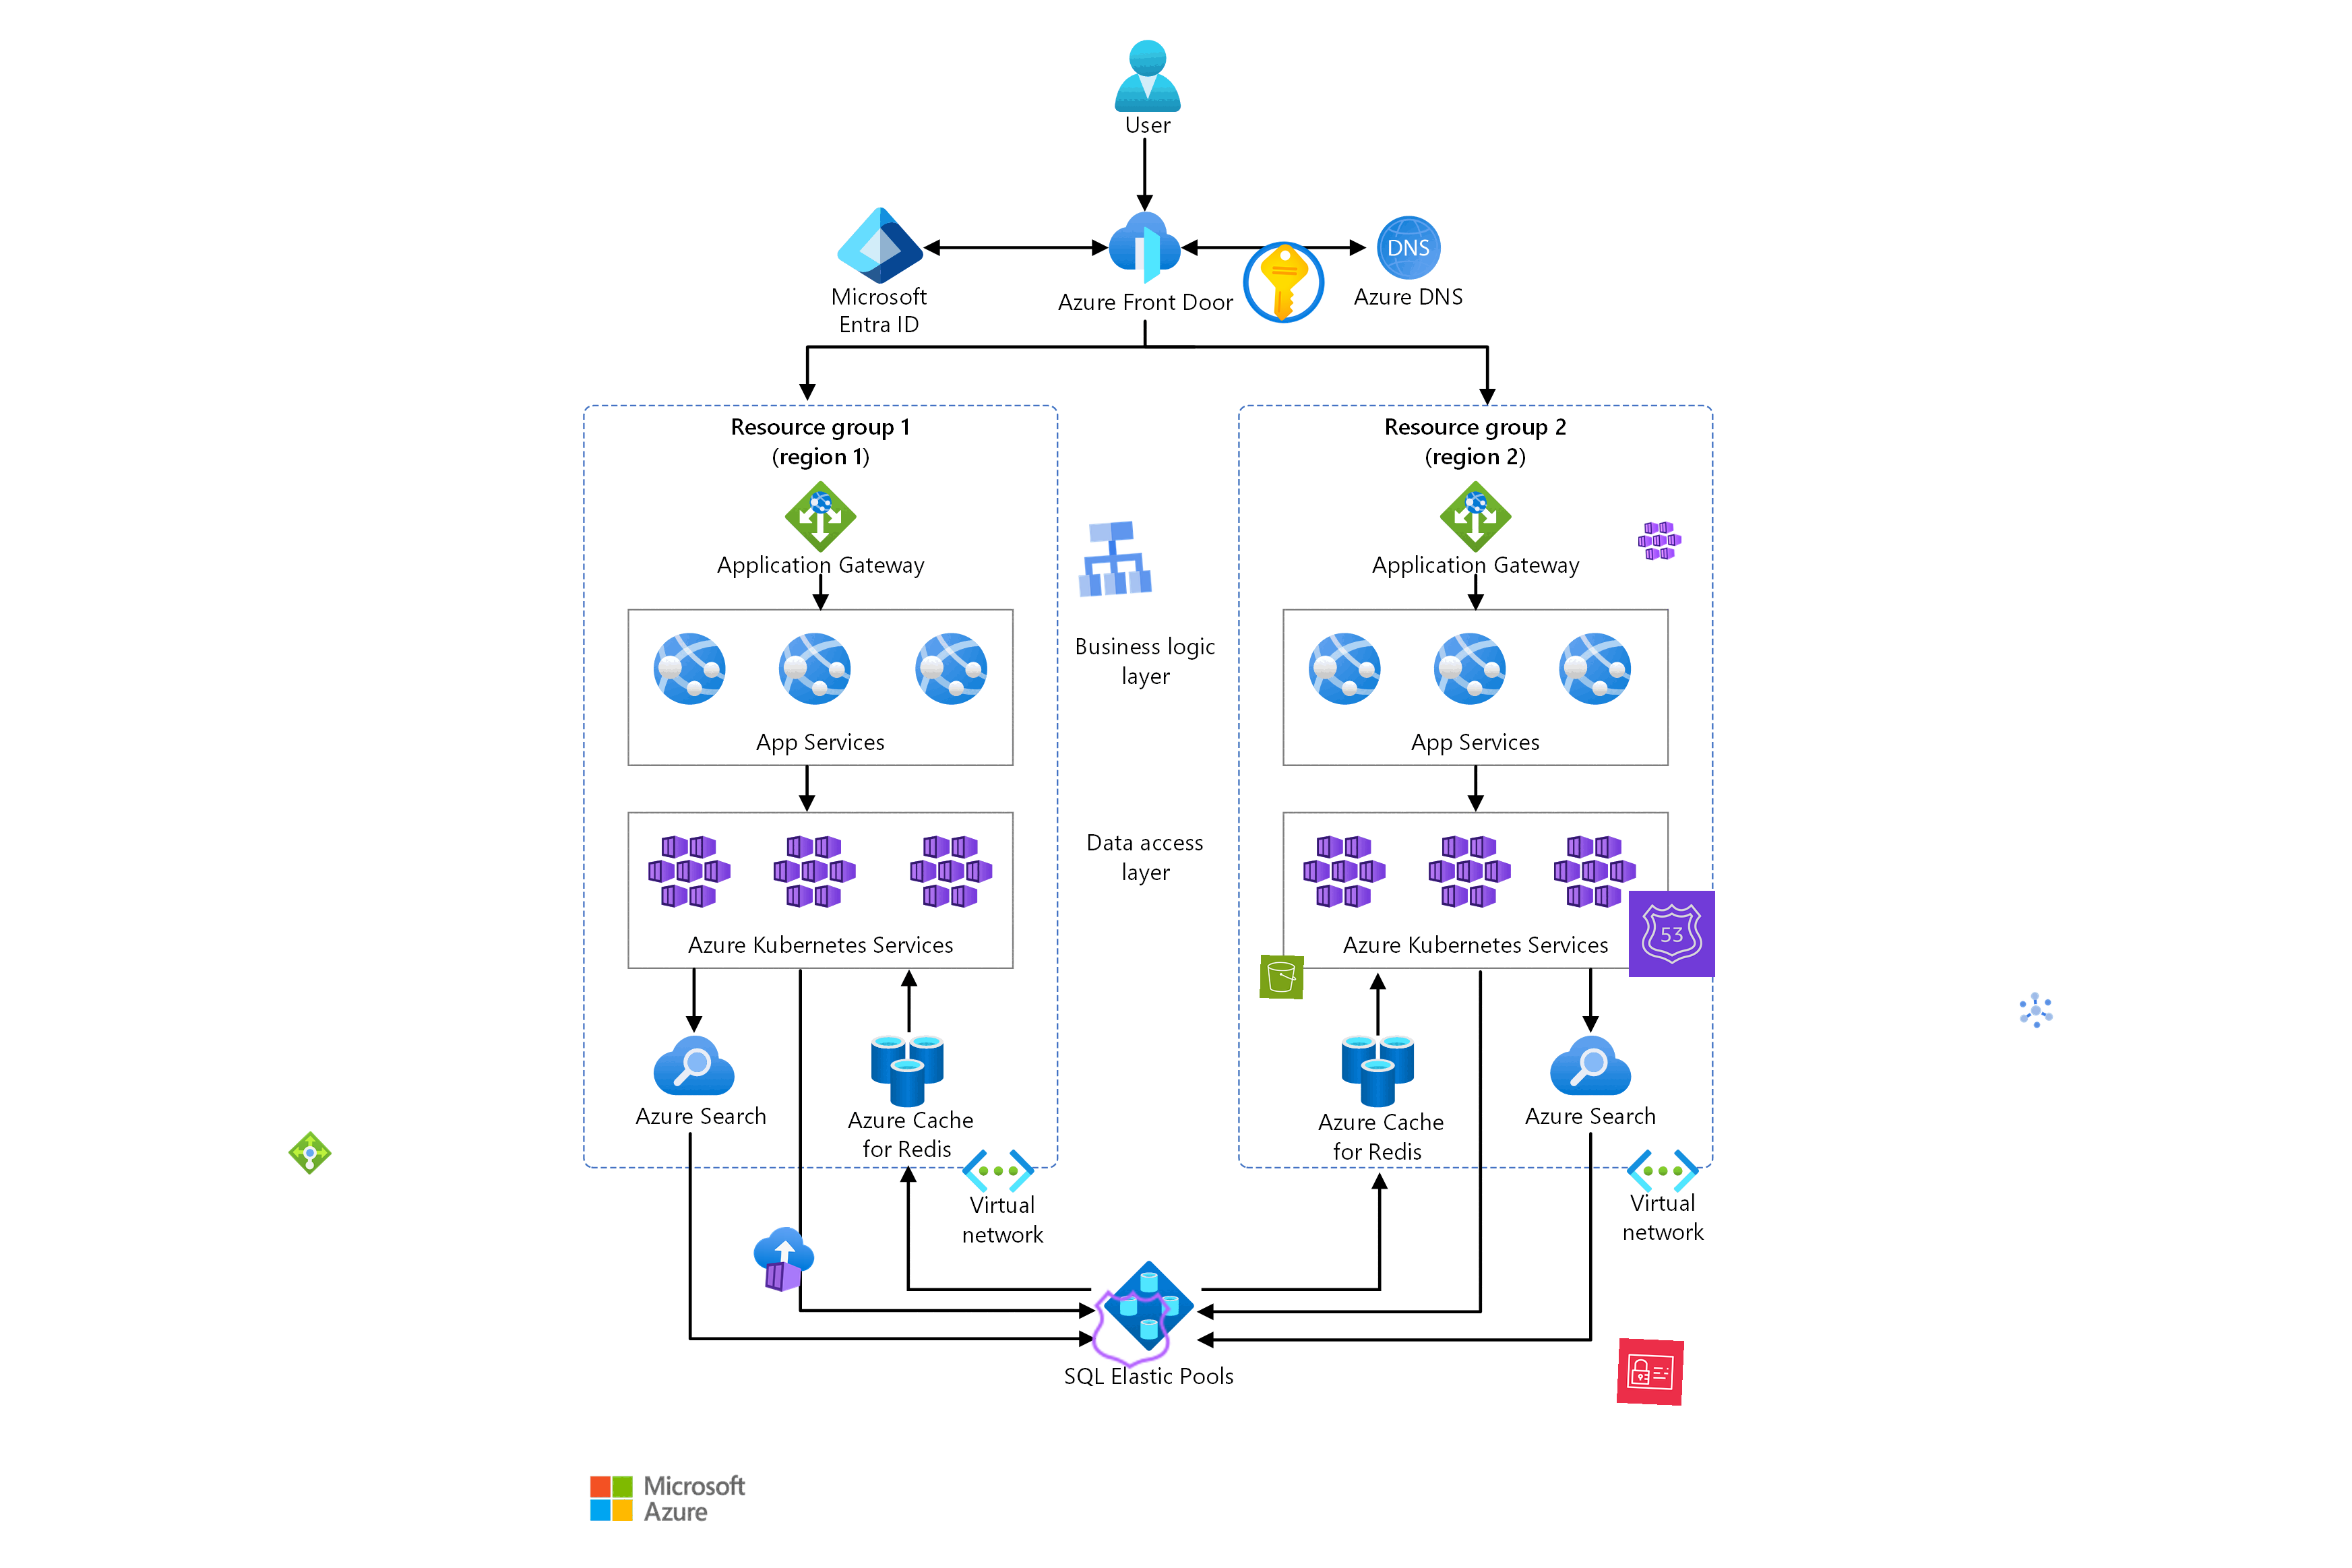 User
DNS
Microsoft
Entra ID
Azure Front Door
Azure DNS
Resource group 1
(region 1)
Resource group 2
(region 2)
Application Gateway
Application Gateway
Business logic
layer
App Services
App Services
Data access
layer
Azure Kubernetes Services
Azure Kubernetes Services
53
Azure Search
Azure Cache
for Redis
Azure Cache
for Redis
Azure Search
Virtual
network
Virtual
network
SQL Elastic Pools
Microsoft
Azure